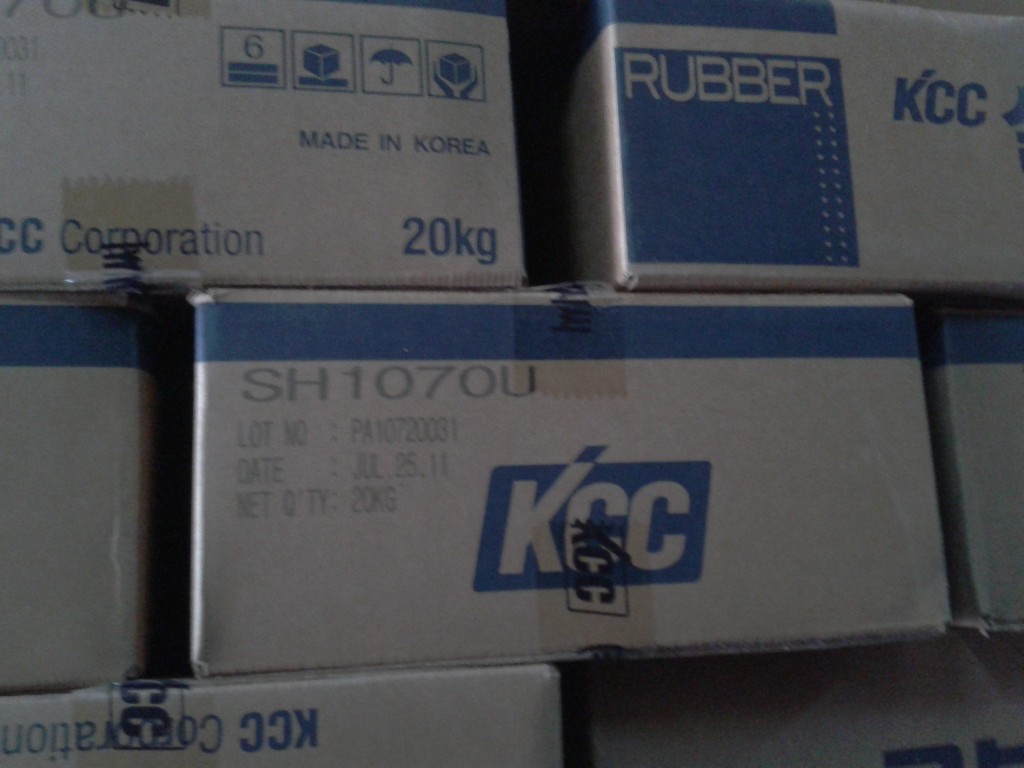 6
MADE IN KOREA
CC Corporation
20kg
RUBBER
KCC
SH1070U
LOT NO : PA10720031
DATE : JUL.25.11
NET Q'TY: 20KG
KCC
KCC
KCC Corporation